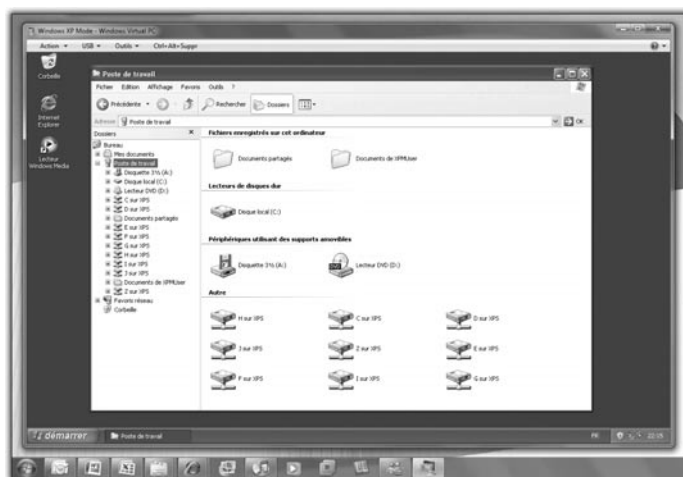 Windows XP Mode - Windows Virtual PC
Action USB Outils Ctrl+Alt+Suppr
Corbeille
Internet Explorer
Lecteur Windows Media
Poste de travail
Fichier Edition Affichage Favoris Outils ?
Précédente Rechercher Dossiers
Adresse Poste de travail OK
Dossiers X
Bureau
Mes documents
Poste de travail
Disquette 3½ (A:)
Disque local (C:)
Lecteur DVD (D:)
C sur XPS
D sur XPS
Documents partagés
E sur XPS
F sur XPS
G sur XPS
H sur XPS
I sur XPS
J sur XPS
Documents de XPMUser
Z sur XPS
Favoris réseau
Corbeille
Fichiers enregistrés sur cet ordinateur
Documents partagés Documents de XPMUser
Lecteurs de disques dur
Disque local (C:)
Périphériques utilisant des supports amovibles
Disquette 3½ (A:) Lecteur DVD (D:)
Autre
H sur XPS C sur XPS D sur XPS
J sur XPS Z sur XPS E sur XPS
F sur XPS I sur XPS G sur XPS
démarrer Poste de travail FR 22:05